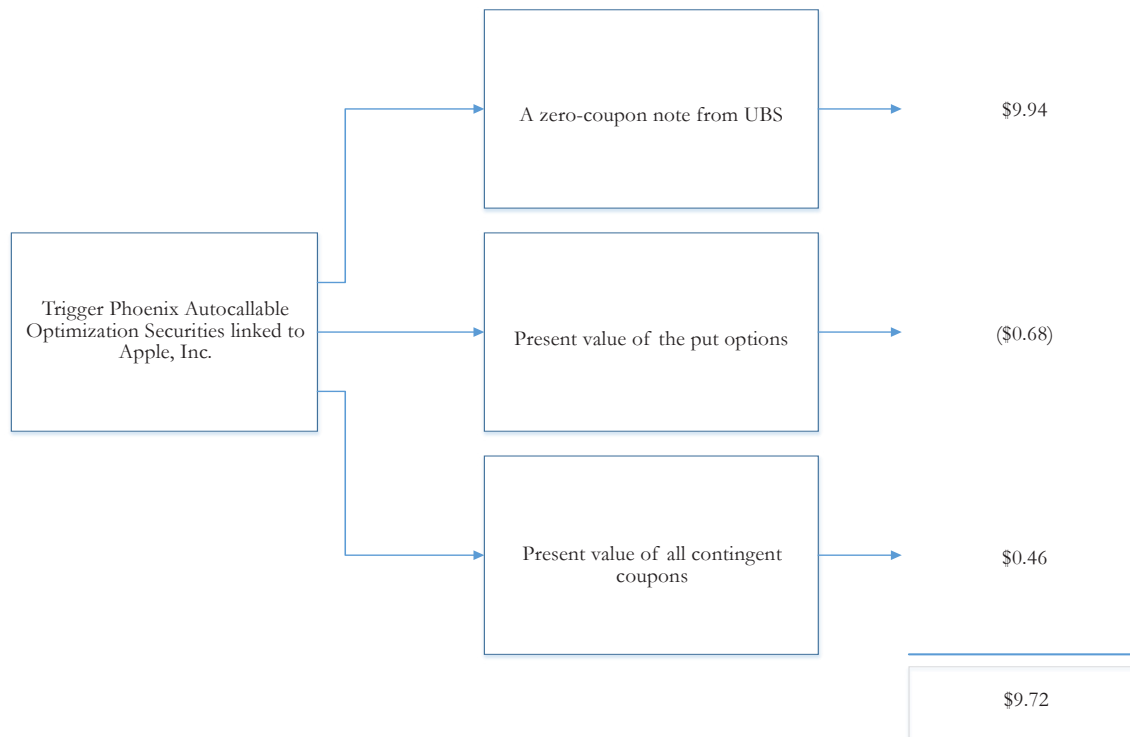 A zero-coupon note from UBS
$9.94
Trigger Phoenix Autocallable
Optimization Securities linked to
Apple, Inc.
Present value of the put options
($0.68)
Present value of all contingent
coupons
$0.46
$9.72